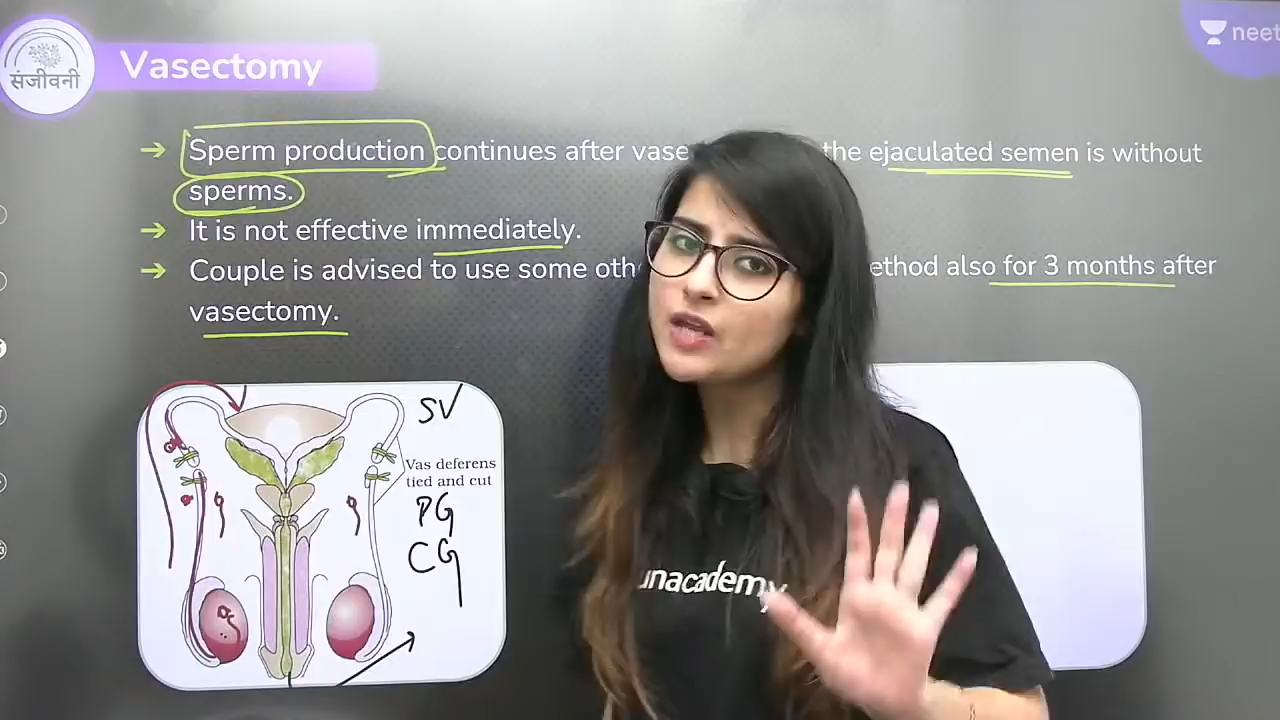 संजीवनी
Vasectomy
neet
→ Sperm production continues after vase the ejaculated semen is without
sperms.
→ It is not effective immediately.
→ Couple is advised to use some oth ethod also for 3 months after
vasectomy.
SV
Vas deferens
tied and cut
PG
CG
unacademy